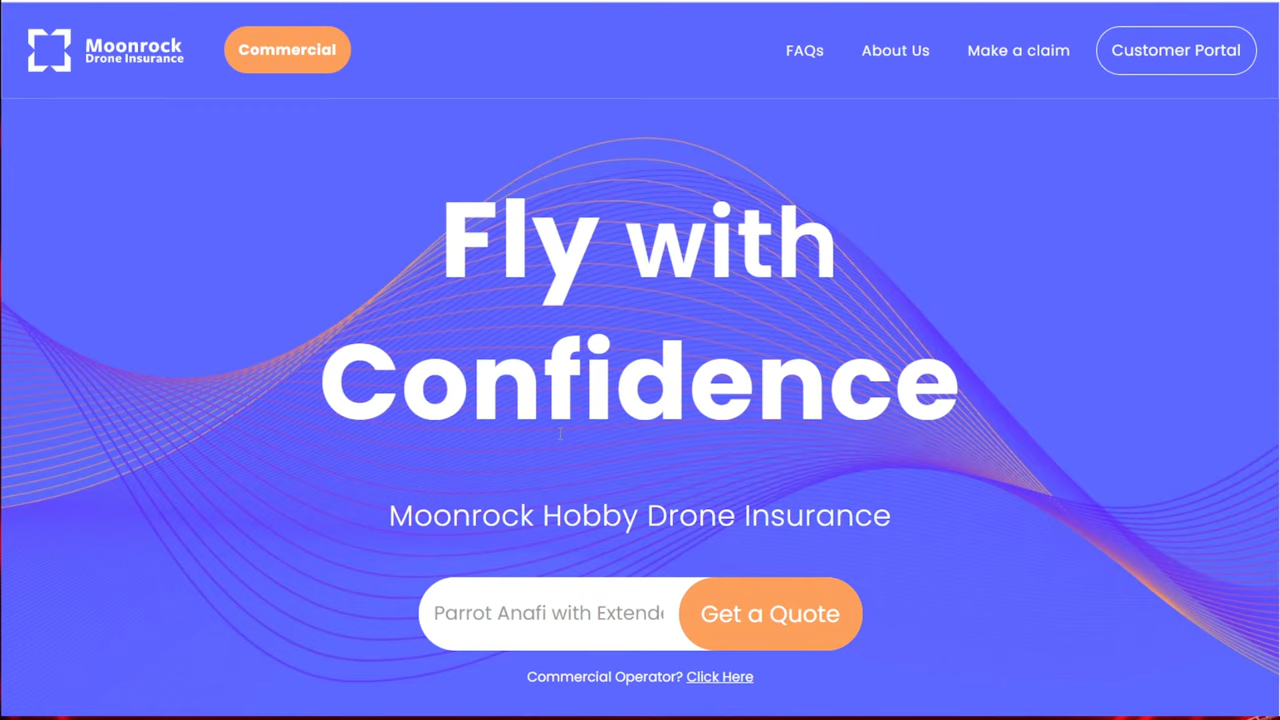 Moonrock
Drone Insurance
Commercial
FAQs
About Us
Make a claim
Customer Portal
Fly with
Confidence
Moonrock Hobby Drone Insurance
Parrot Anafi with Extend
Get a Quote
Commercial Operator? Click Here